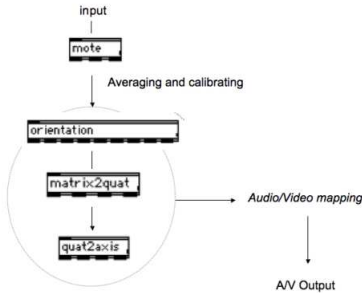 input
mote
Averaging and calibrating
orientation
matrix2quat
Audio/Video mapping
quat2axis
A/V Output